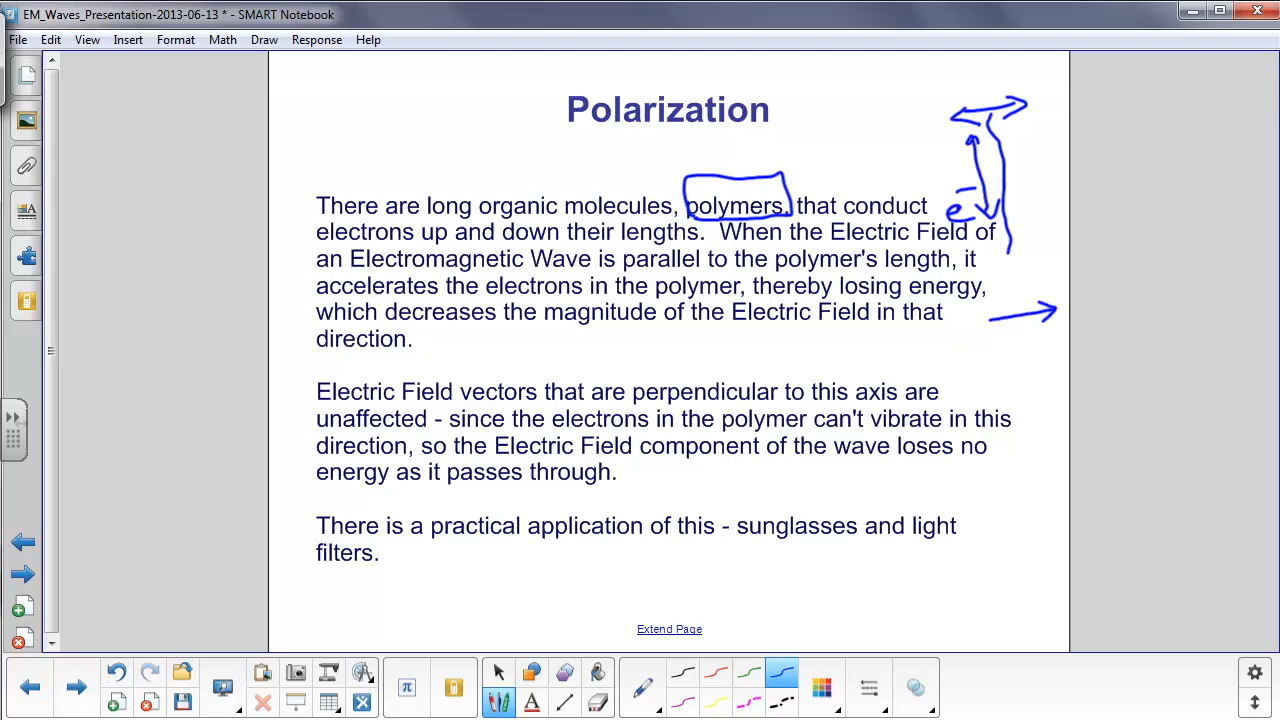 EM_Waves_Presentation-2013-06-13 * - SMART Notebook
File Edit View Insert Format Math Draw Response Help
Polarization
There are long organic molecules, polymers, that conduct
electrons up and down their lengths.  When the Electric Field of
an Electromagnetic Wave is parallel to the polymer's length, it
accelerates the electrons in the polymer, thereby losing energy,
which decreases the magnitude of the Electric Field in that
direction.
e-
Electric Field vectors that are perpendicular to this axis are
unaffected - since the electrons in the polymer can't vibrate in this
direction, so the Electric Field component of the wave loses no
energy as it passes through.
There is a practical application of this - sunglasses and light
filters.
Extend Page
π
A